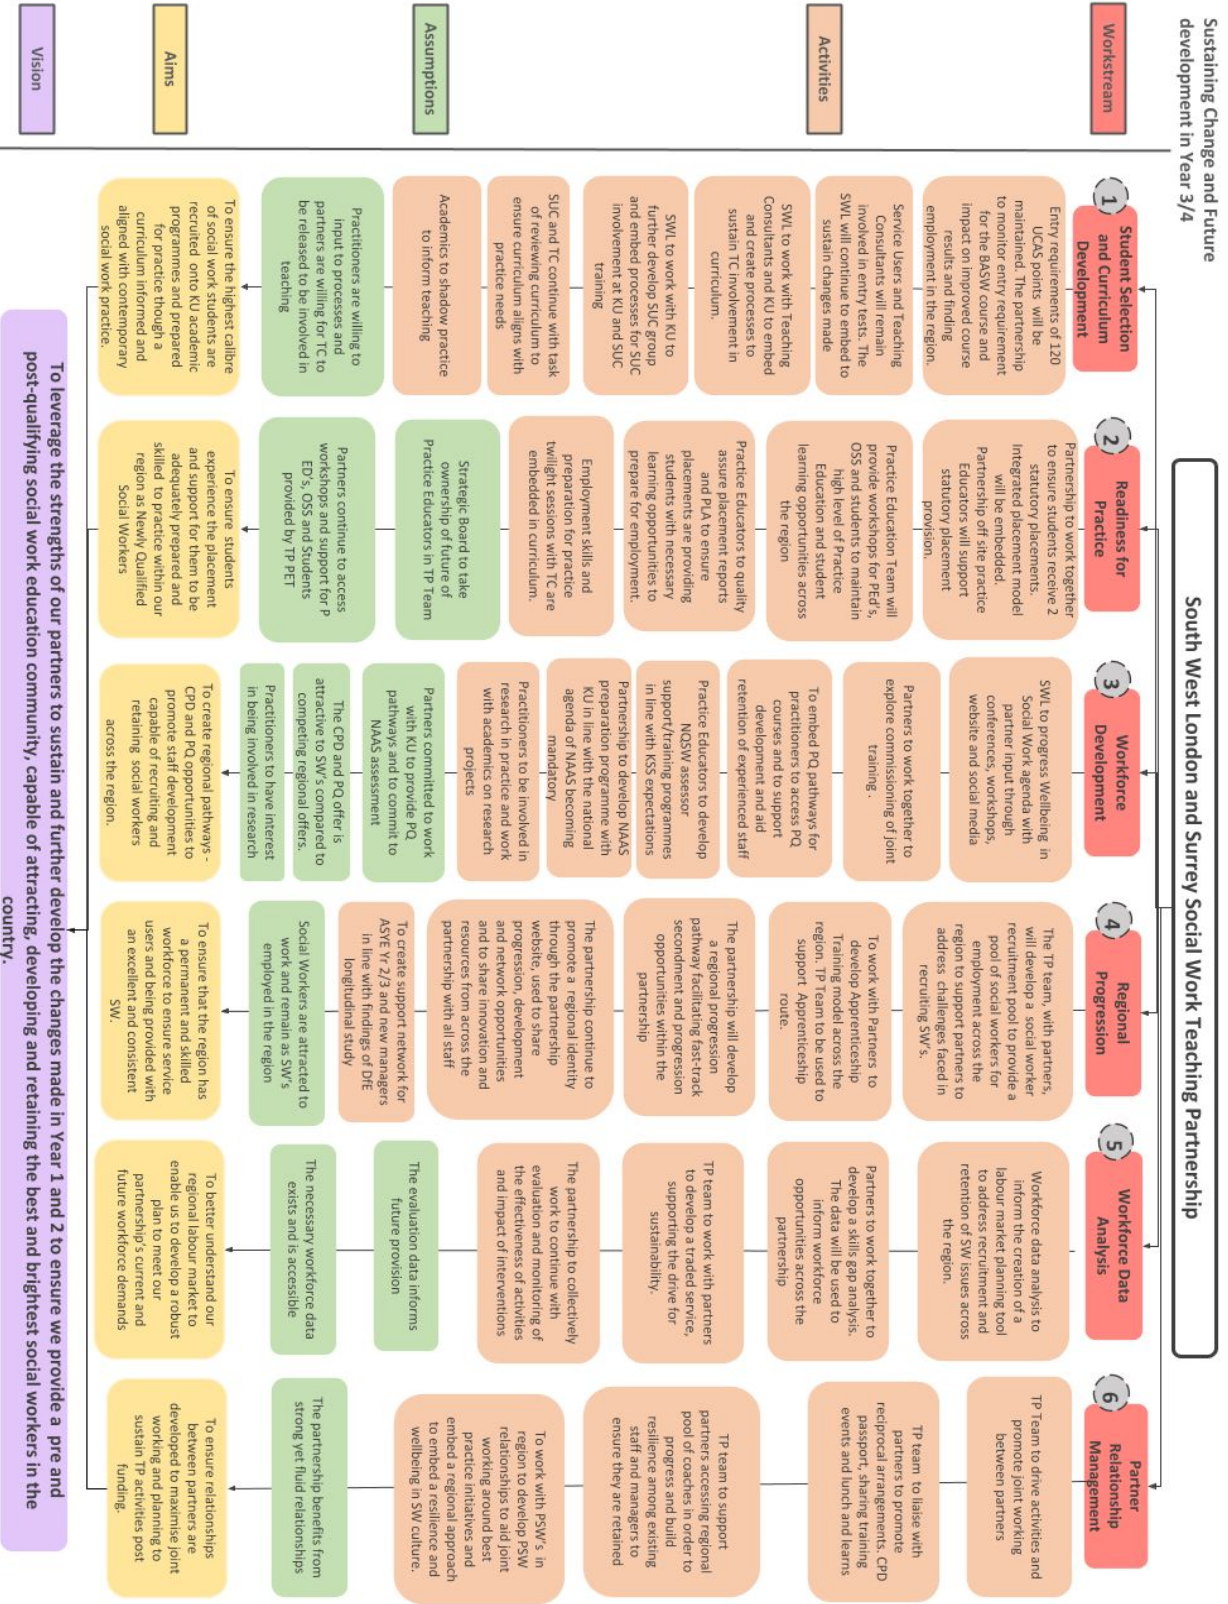 Sustaining Change and Future
development in Year 3/4
South West London and Surrey Social Work Teaching Partnership
Workstream
Activities
Assumptions
Aims
Vision
1
Student Selection
and Curriculum
Development
Entry requirements of 120
UCAS points will be
maintained. The partnership
to monitor entry requirement
for the BASW course and
impact on improved course
results and finding
employment in the region.
Service Users and Teaching
Consultants will remain
involved in entry tests. The
SWL will continue to embed to
sustain changes made
SWL to work with Teaching
Consultants and KU to embed
and create processes to
sustain TC involvement in
curriculum.
SWL to work with KU to
further develop SUC group
and embed processes for SUC
involvement at KU and SUC
training
SUC and TC continue with task
of reviewing curriculum to
ensure curriculum aligns with
practice needs
Academics to shadow practice
to inform teaching
Practitioners are willing to
input to processes and
partners are willing for TC to
be released to be involved in
teaching
To ensure the highest calibre
of social work students are
recruited onto KU academic
programmes and prepared
for practice though a
curriculum informed and
aligned with contemporary
social work practice.
2
Readiness for
Practice
Partnership to work together
to ensure students receive 2
statutory placements.
Integrated placement model
will be embedded.
Partnership off site practice
Educators will support
statutory placement
provision.
Practice Education Team will
provide workshops for PEd's,
OSS and students to maintain
high level of Practice
Education and student
learning opportunities across
the region
Practice Educators to quality
assure placement reports
and PLA to ensure
placements are providing
students with necessary
learning opportunities to
prepare for employment.
Employment skills and
preparation for practice
twilight sessions with TC are
embedded in curriculum.
Strategic Board to take
ownership of future of
Practice Educators in TP Team
Partners continue to access
workshops and support for P
ED's, OSS and Students
provided by TP PET
To ensure students
experience the placement
and support for them to be
adequately prepared and
skilled to practice within our
region as Newly Qualified
Social Workers
3
Workforce
Development
SWL to progress Wellbeing in
Social Work agenda with
partner input through
conferences, workshops,
website and social media
Partners to work together to
explore commissioning of joint
training .
To embed PQ pathways for
practitioners to access PQ
courses and to support
development and aid
retention of experienced staff
Practice Educators to develop
NQSW assessor
support/training programmes
in line with KSS expectations
Partnership to develop NAAS
preparation programme with
KU in line with the national
agenda of NAAS becoming
mandatory
Practitioners to be involved in
research in practice and work
with academics on research
projects
Partners committed to work
with KU to provide PQ
pathways and to commit to
NAAS assessment
The CPD and PQ offer is
attractive to SW's compared to
competing regional offers.
Practitioners to have interest
in being involved in research
To create regional pathways -
CPD and PQ opportunities to
promote staff development
capable of recruiting and
retaining social workers
across the region.
4
Regional
Progression
The TP team, with partners,
will develop a social worker
recruitment pool to provide a
pool of social workers for
employment across the
region to support partners to
address challenges faced in
recruiting SW's.
To work with Partners to
develop Apprenticeship
Training model across the
region. TP Team to be used to
support Apprenticeship
route.
The partnership will develop
a regional progression
pathway facilitating fast-track
secondment and progression
opportunities within the
partnership
The partnership continue to
promote a regional identity
through the partnership
website, used to share
progression, development
and network opportunities
and to share innovation and
resources from across the
partnership with all staff
To create support network for
ASYE Yr 2/3 and new managers
in line with findings of DfE
longitudinal study
Social Workers are attracted to
work and remain as SW's
employed in the region
To ensure that the region has
a permanent and skilled
workforce to ensure service
users and being provided with
an excellent and consistent
SW.
5
Workforce Data
Analysis
Workforce data analysis to
inform the creation of a
labour market planning tool
to address recruitment and
retention of SW issues across
the region.
Partners to work together to
develop a skills gap analysis.
The data will be used to
inform workforce
opportunities across the
partnership
TP team to work with partners
to develop a traded service,
supporting the drive for
sustainability.
The partnership to collectively
work to continue with
evaluation and monitoring of
the effectiveness of activities
and impact of interventions
The evaluation data informs
future provision
The necessary workforce data
exists and is accessible
To better understand our
regional labour market to
enable us to develop a robust
plan to meet our
partnership's current and
future workforce demands
6
Partner
Relationship
Management
TP Team to drive activities and
promote joint working
between partners
TP team to liaise with
partners to promote
reciprocal arrangements. CPD
passport, sharing training
events and lunch and learns
TP team to support
partners accessing regional
pool of coaches in order to
progress and build
resilience among existing
staff and managers to
ensure they are retained
To work with PSW's in
region to develop PSW
relationships to aid joint
working around best
practice initiatives and
embed a regional approach
to embed a resilience and
wellbeing in SW culture.
The partnership benefits from
strong yet fluid relationships
To ensure relationships
between partners are
developed to maximise joint
working and planning to
sustain TP activities post
funding.
To leverage the strengths of our partners to sustain and further develop the changes made in Year 1 and 2 to ensure we provide a pre and
post-qualifying social work education community, capable of attracting, developing and retaining the best and brightest social workers in the
country.